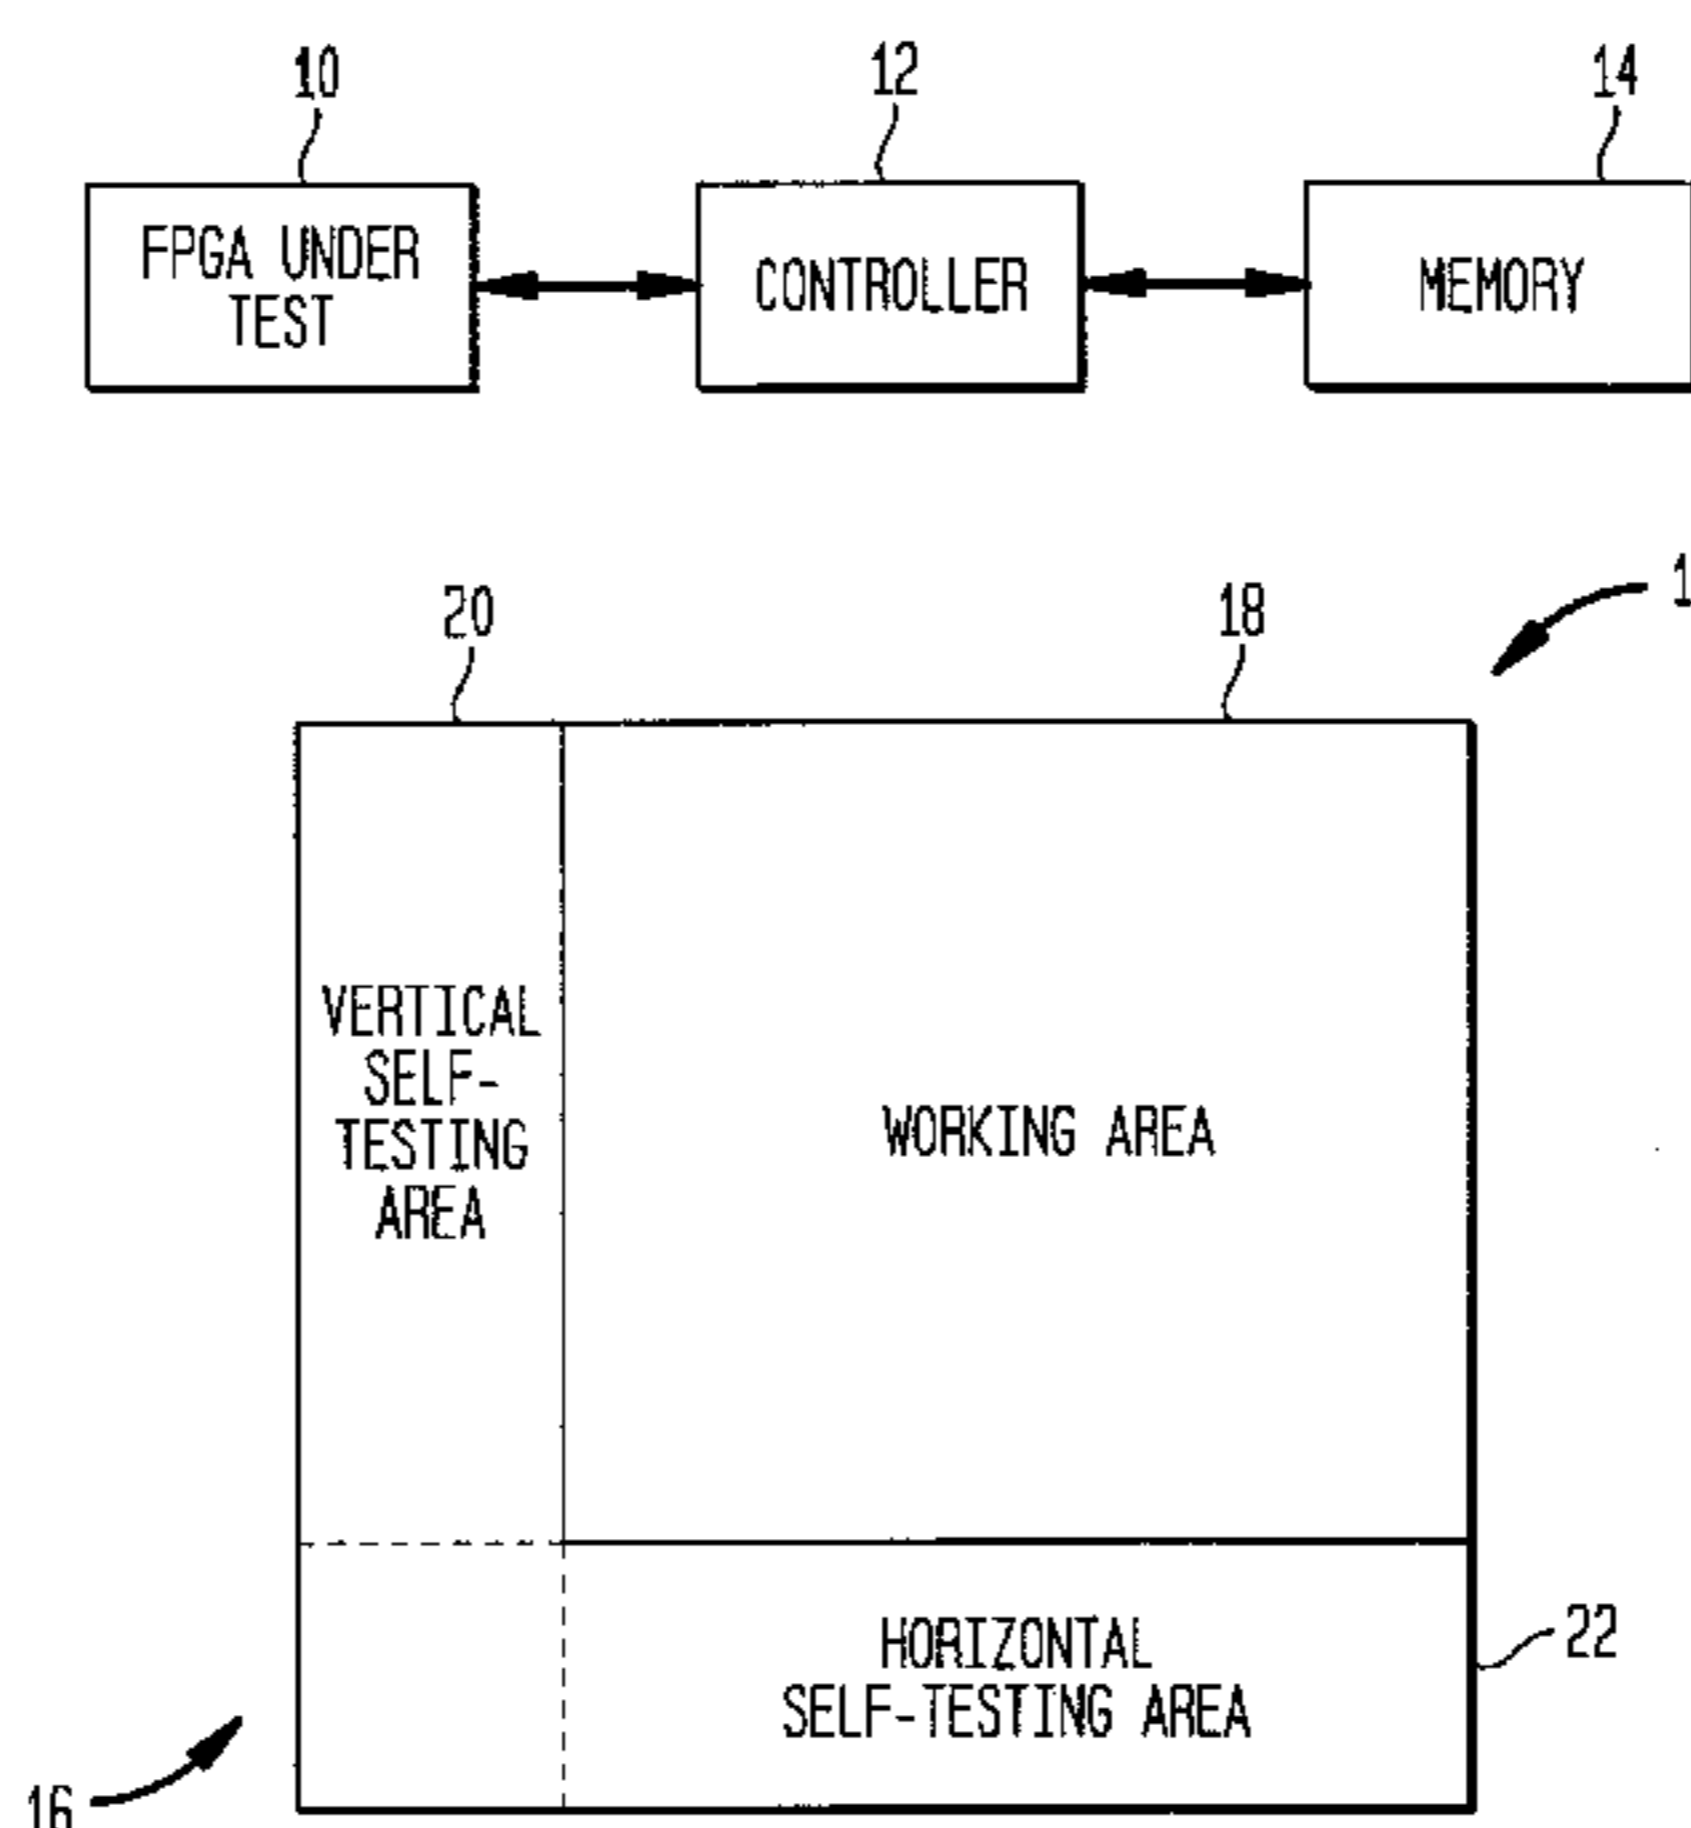 10
12
14
FPGA UNDER
TEST
CONTROLLER
MEMORY
20
18
VERTICAL
SELF-
TESTING
AREA
WORKING AREA
HORIZONTAL
SELF-TESTING AREA
22
16